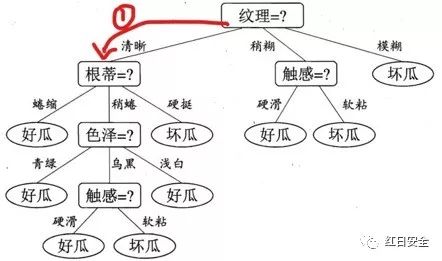 ① 纹理=?
清晰 稍糊 模糊
根蒂=? 触感=? 坏瓜
蜷缩 稍蜷 硬挺 硬滑 软粘
好瓜 色泽=? 坏瓜 好瓜 坏瓜
青绿 乌黑 浅白
好瓜 触感=? 好瓜
硬滑 软粘
好瓜 坏瓜
红日安全